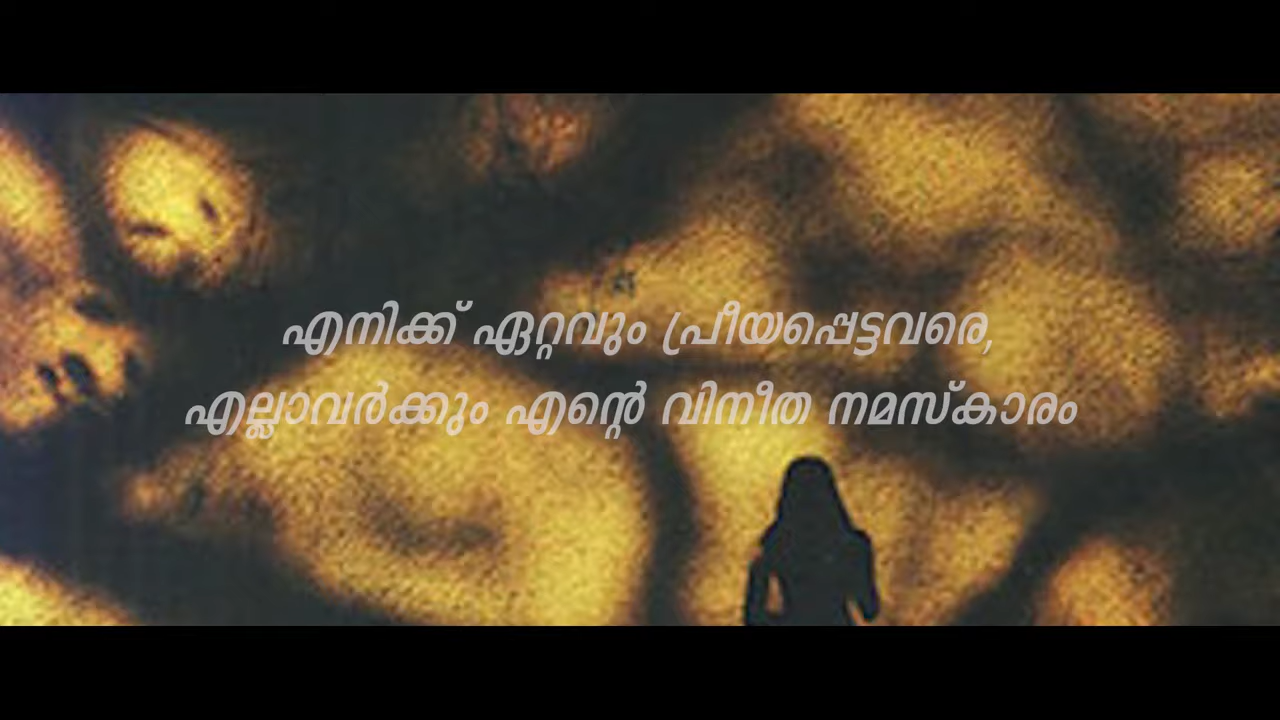 എനിക്ക് ഏറ്റവും പ്രീയപ്പെട്ടവരെ,
എല്ലാവർക്കും എന്റെ വിനീത നമസ്കാരം